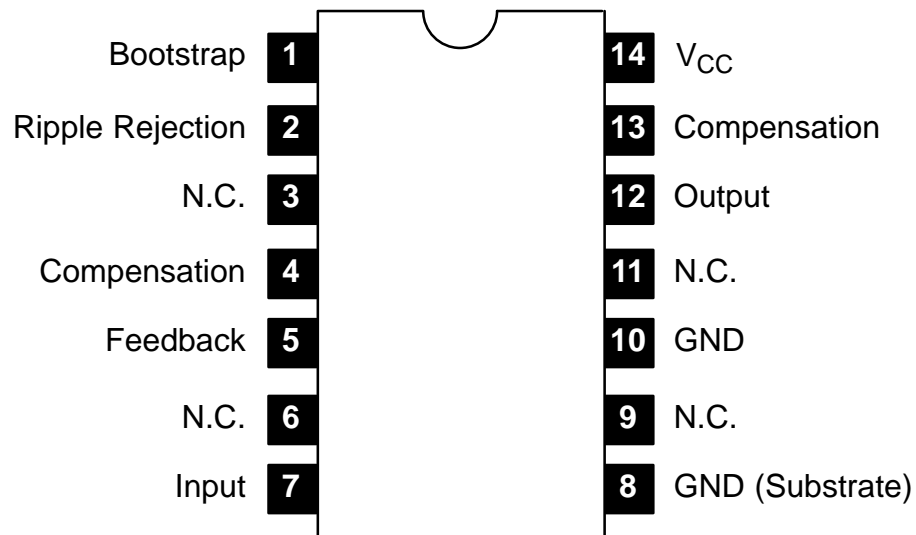 Bootstrap 1 14 VCC
Ripple Rejection 2 13 Compensation
N.C. 3 12 Output
Compensation 4 11 N.C.
Feedback 5 10 GND
N.C. 6 9 N.C.
Input 7 8 GND (Substrate)